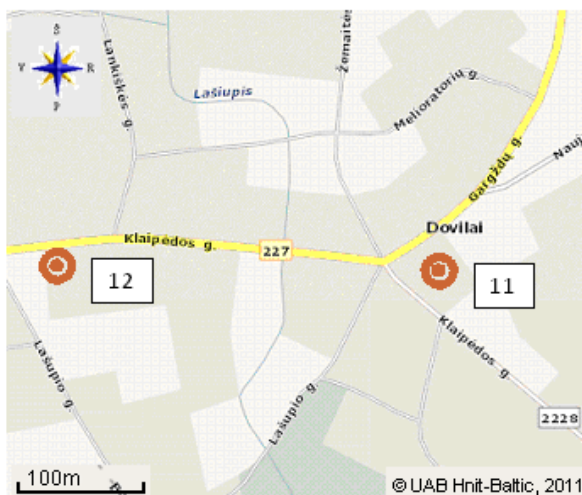 Š
Y R
P
Lankiškės g.
Lašiupis
Žemaitės
Melioratorių g.
Gargždų g.
Nauj
Dovilai
Klaipėdos g.
227
12
11
Klaipėdos g.
Lašupio g.
Lašupio g.
2228
100m
© UAB Hnit-Baltic, 2011